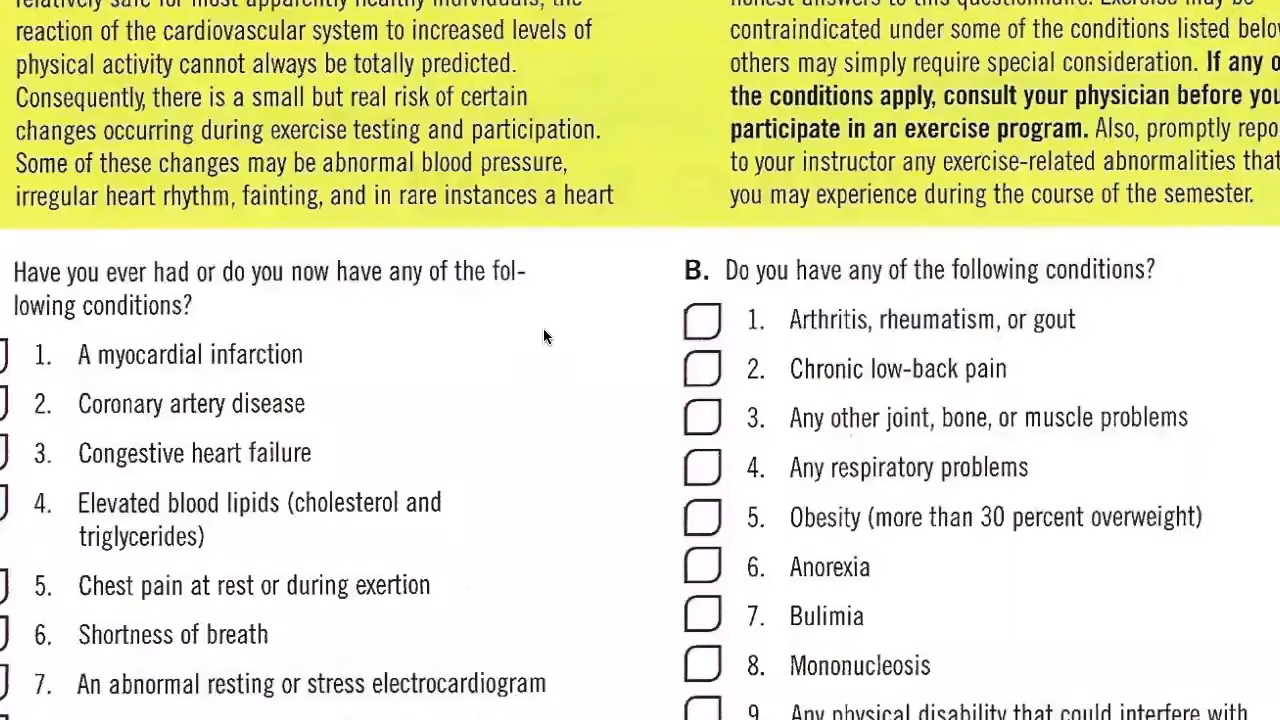 relatively safe for most apparently healthy individuals, the
reaction of the cardiovascular system to increased levels of
physical activity cannot always be totally predicted.
Consequently, there is a small but real risk of certain
changes occurring during exercise testing and participation.
Some of these changes may be abnormal blood pressure,
irregular heart rhythm, fainting, and in rare instances a heart
honest answers to this questionnaire. Exercise may be
contraindicated under some of the conditions listed belo
others may simply require special consideration. If any o
the conditions apply, consult your physician before you
participate in an exercise program. Also, promptly repo
to your instructor any exercise-related abnormalities that
you may experience during the course of the semester.
Have you ever had or do you now have any of the fol-
lowing conditions?
1. A myocardial infarction
2. Coronary artery disease
3. Congestive heart failure
4. Elevated blood lipids (cholesterol and
triglycerides)
5. Chest pain at rest or during exertion
6. Shortness of breath
7. An abnormal resting or stress electrocardiogram
B. Do you have any of the following conditions?
1. Arthritis, rheumatism, or gout
2. Chronic low-back pain
3. Any other joint, bone, or muscle problems
4. Any respiratory problems
5. Obesity (more than 30 percent overweight)
6. Anorexia
7. Bulimia
8. Mononucleosis
9. Any physical disability that could interfere with